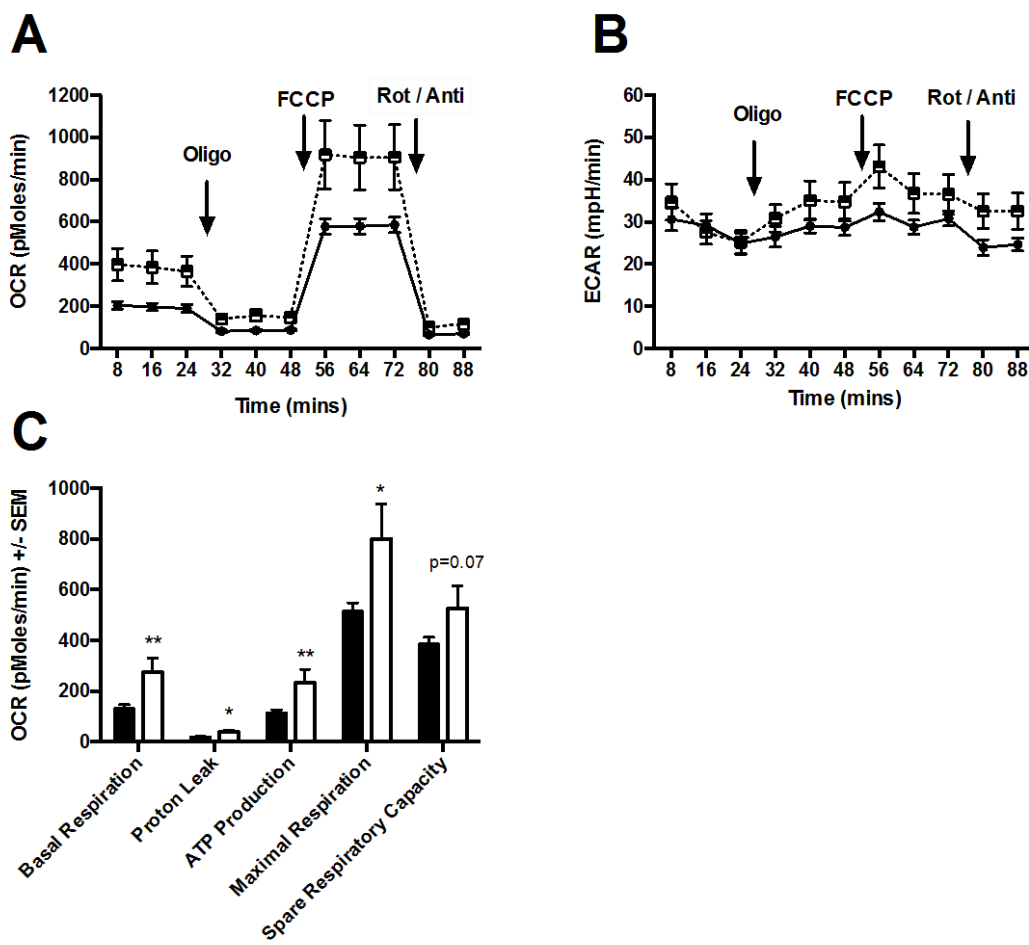 A
OCR (pMoles/min)
1200
1000
800
600
400
200
0
Oligo
FCCP
Rot / Anti
8 16 24 32 40 48 56 64 72 80 88
Time (mins)
B
ECAR (mpH/min)
60
50
40
30
20
10
0
Oligo
FCCP
Rot / Anti
8 16 24 32 40 48 56 64 72 80 88
Time (mins)
C
OCR (pMoles/min) +/- SEM
1000
800
600
400
200
0
**
*
**
*
p=0.07
Basal Respiration
Proton Leak
ATP Production
Maximal Respiration
Spare Respiratory Capacity